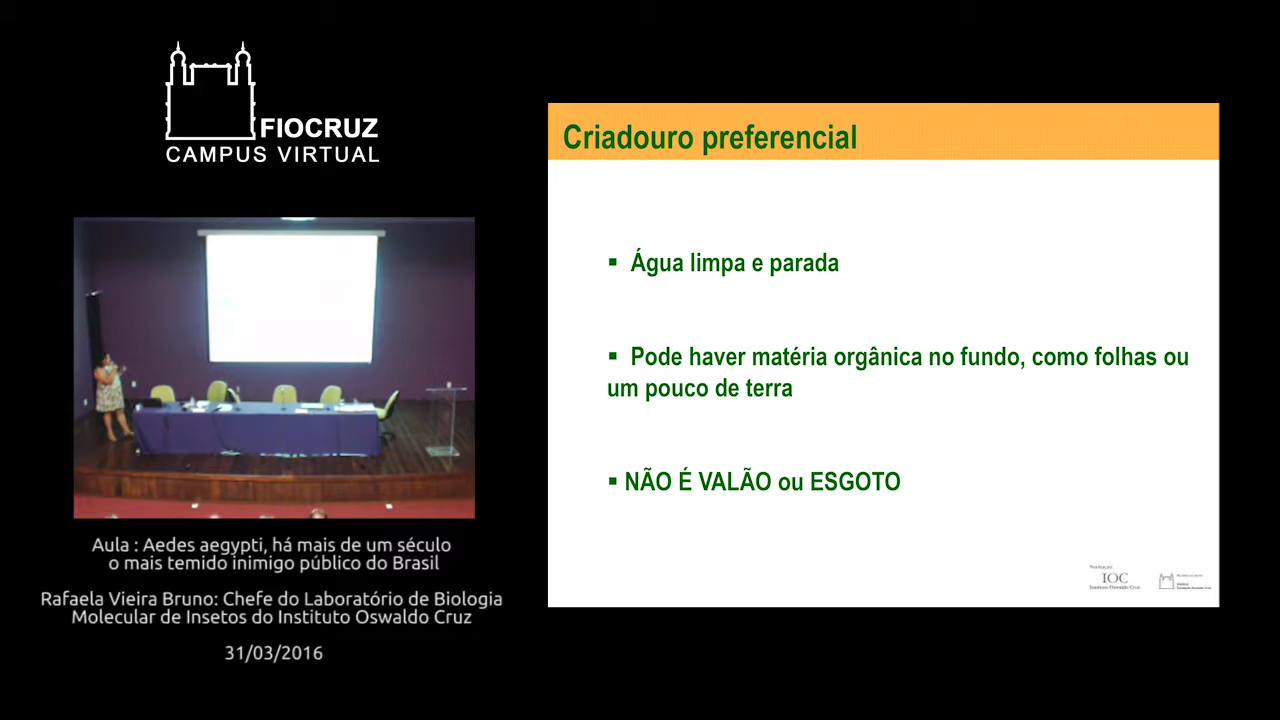 FIOCRUZ
CAMPUS VIRTUAL
Aula : Aedes aegypti, há mais de um século
o mais temido inimigo público do Brasil
Rafaela Vieira Bruno: Chefe do Laboratório de Biologia
Molecular de Insetos do Instituto Oswaldo Cruz
31/03/2016
Criadouro preferencial
▪ Água limpa e parada
▪ Pode haver matéria orgânica no fundo, como folhas ou
um pouco de terra
▪ NÃO É VALÃO ou ESGOTO
IOC
Instituto Oswaldo Cruz